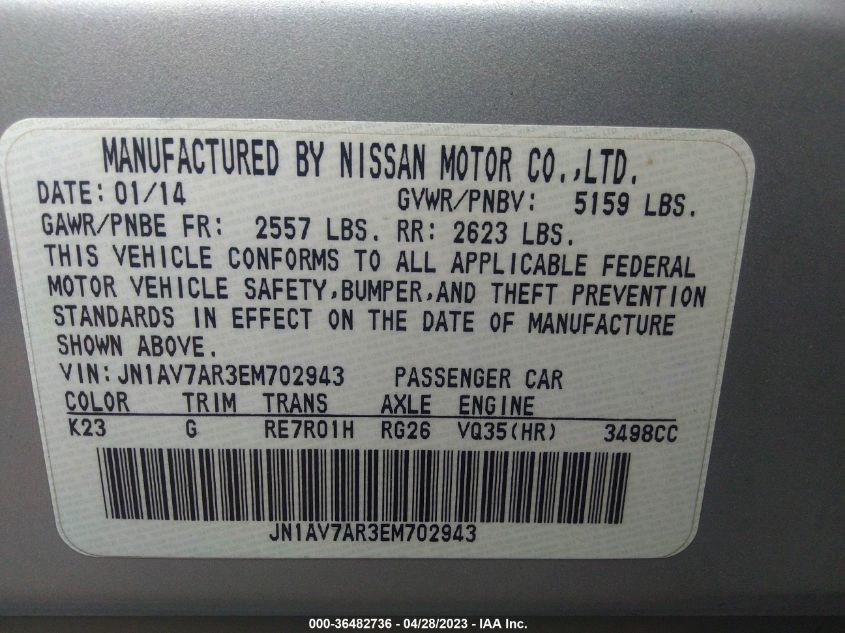 MANUFACTURED BY NISSAN MOTOR CO.,LTD.
DATE: 01/14 GVWR/PNBV: 5159 LBS.
GAWR/PNBE FR: 2557 LBS. RR: 2623 LBS.
THIS VEHICLE CONFORMS TO ALL APPLICABLE FEDERAL
MOTOR VEHICLE SAFETY,BUMPER,AND THEFT PREVENTION
STANDARDS IN EFFECT ON THE DATE OF MANUFACTURE
SHOWN ABOVE.
VIN:JN1AV7AR3EM702943 PASSENGER CAR
COLOR TRIM TRANS AXLE ENGINE
K23 G RE7R01H RG26 VQ35(HR) 3498CC
JN1AV7AR3EM702943
000-36482736 - 04/28/2023 - IAA Inc.